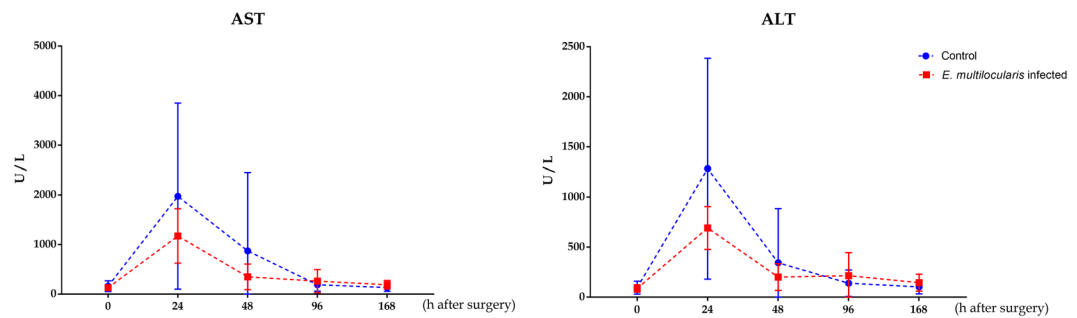 AST
5000
4000
3000
2000
1000
0
U / L
0 24 48 96 168 (h after surgery)
ALT
2500
2000
1500
1000
500
0
U / L
0 24 48 96 168 (h after surgery)
Control
E. multilocularis infected